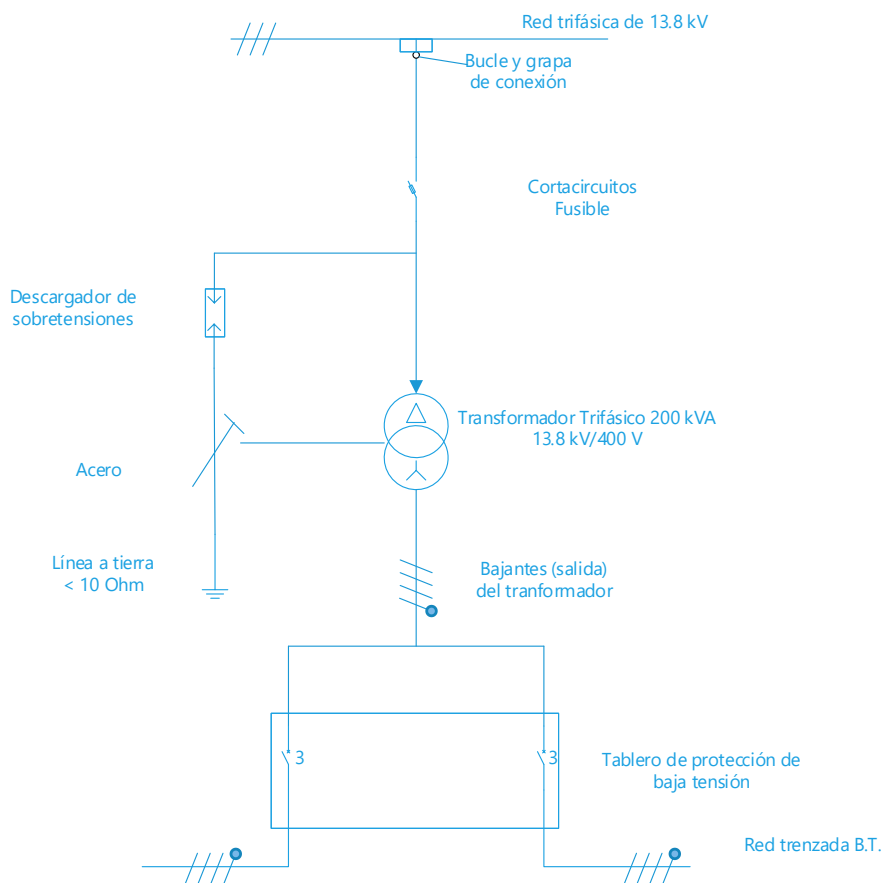 Red trifásica de 13.8 kV
Bucle y grapa
de conexión
Cortacircuitos
Fusible
Descargador de
sobretensiones
Transformador Trifásico 200 kVA
13.8 kV/400 V
Acero
Línea a tierra
< 10 Ohm
Bajantes (salida)
del tranformador
3
3
Tablero de protección de
baja tensión
Red trenzada B.T.